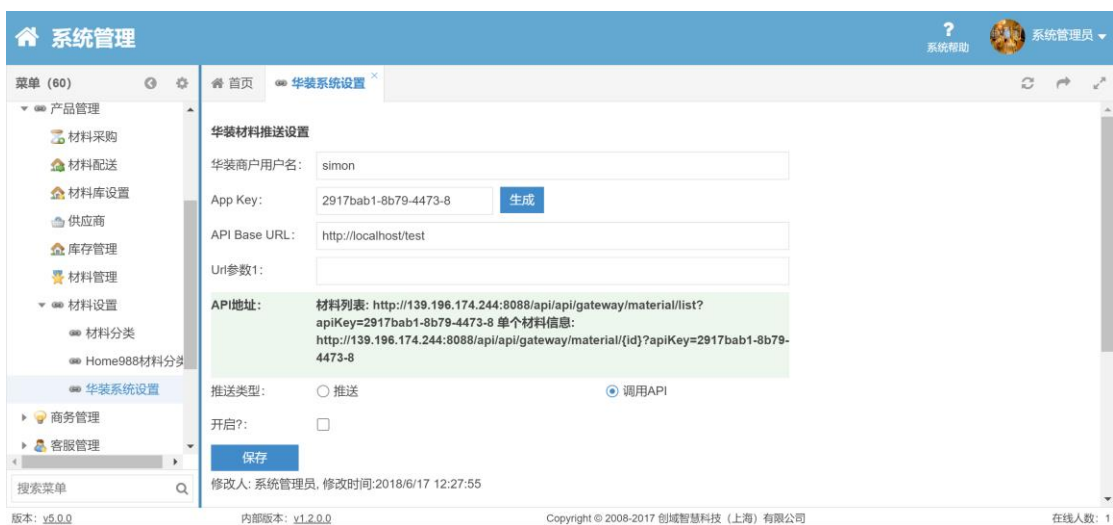 系统管理
?
系统帮助
系统管理员
菜单 (60)
首页
华装系统设置
产品管理
材料采购
材料配送
材料库设置
供应商
库存管理
材料管理
材料设置
材料分类
Home988材料分类
华装系统设置
商务管理
客服管理
搜索菜单
华装材料推送设置
华装商户用户名: simon
App Key: 2917bab1-8b79-4473-8 生成
API Base URL: http://localhost/test
Url参数1:
API地址: 材料列表: http://139.196.174.244:8088/api/api/gateway/material/list?
apiKey=2917bab1-8b79-4473-8 单个材料信息:
http://139.196.174.244:8088/api/api/gateway/material/{id}?apiKey=2917bab1-8b79-
4473-8
推送类型: 推送 调用API
开启?:
保存
修改人: 系统管理员, 修改时间:2018/6/17 12:27:55
版本: v5.0.0 内部版本: v1.2.0.0 Copyright © 2008-2017 创域智慧科技（上海）有限公司 在线人数: 1